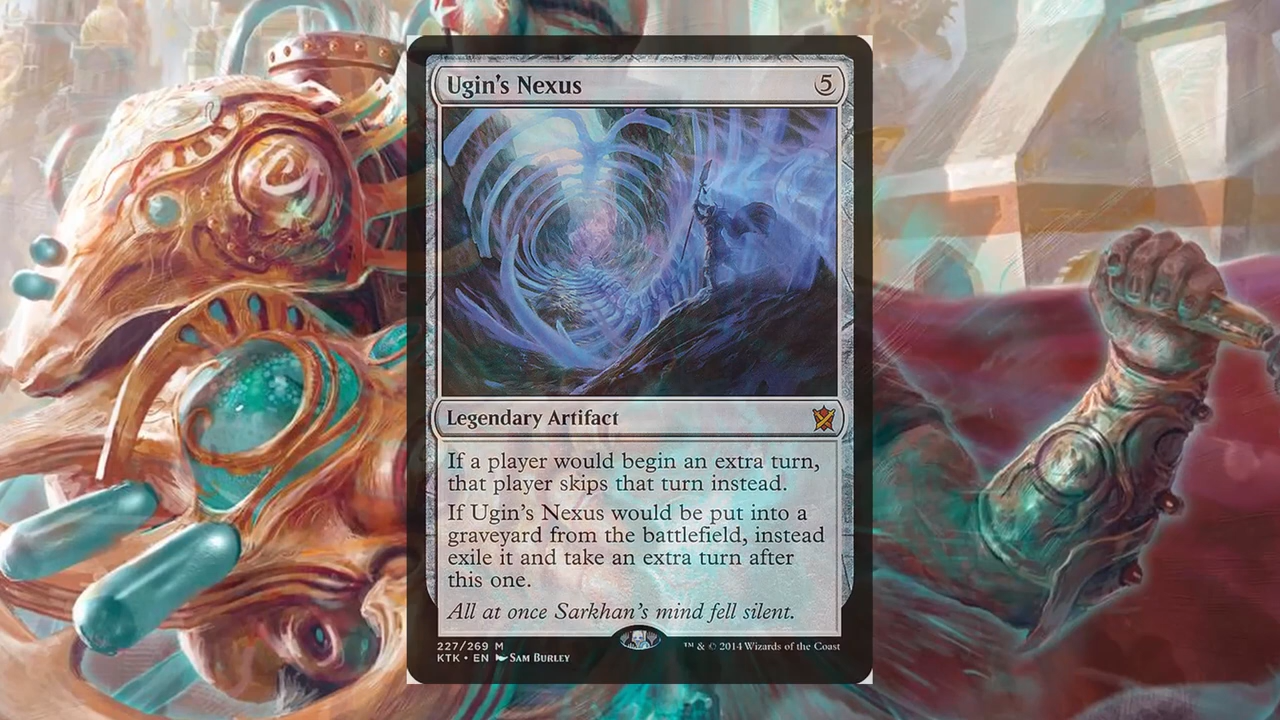 Ugin's Nexus 5
Legendary Artifact
If a player would begin an extra turn,
that player skips that turn instead.
If Ugin's Nexus would be put into a
graveyard from the battlefield, instead
exile it and take an extra turn after
this one.
All at once Sarkhan's mind fell silent.
227/269 M
™ & © 2014 Wizards of the Coast
KTK • EN Sam Burley